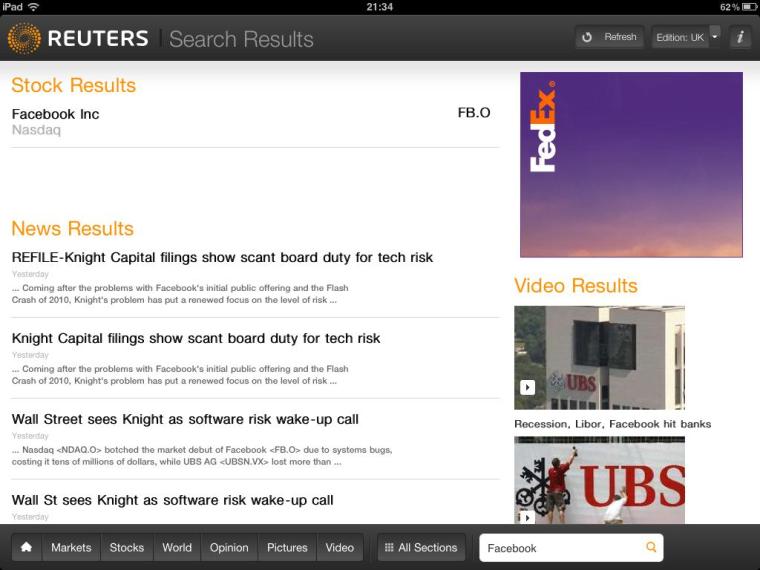 iPad
21:34
62%
REUTERS
Search Results
Refresh
Edition: UK
i
Stock Results
Facebook Inc
FB.O
Nasdaq
FedEx®
News Results
REFILE-Knight Capital filings show scant board duty for tech risk
Yesterday
... Coming after the problems with Facebook's initial public offering and the Flash
Crash of 2010, Knight's problem has put a renewed focus on the level of risk ...
Knight Capital filings show scant board duty for tech risk
Yesterday
... Coming after the problems with Facebook's initial public offering and the Flash
Crash of 2010, Knight's problem has put a renewed focus on the level of risk ...
Wall Street sees Knight as software risk wake-up call
Yesterday
... Nasdaq <NDAQ.O> botched the market debut of Facebook <FB.O> due to systems bugs,
costing it tens of millions of dollars, while UBS AG <UBSN.VX> lost more than ...
Wall St sees Knight as software risk wake-up call
Yesterday
Video Results
UBS
Recession, Libor, Facebook hit banks
UBS
Markets
Stocks
World
Opinion
Pictures
Video
All Sections
Facebook